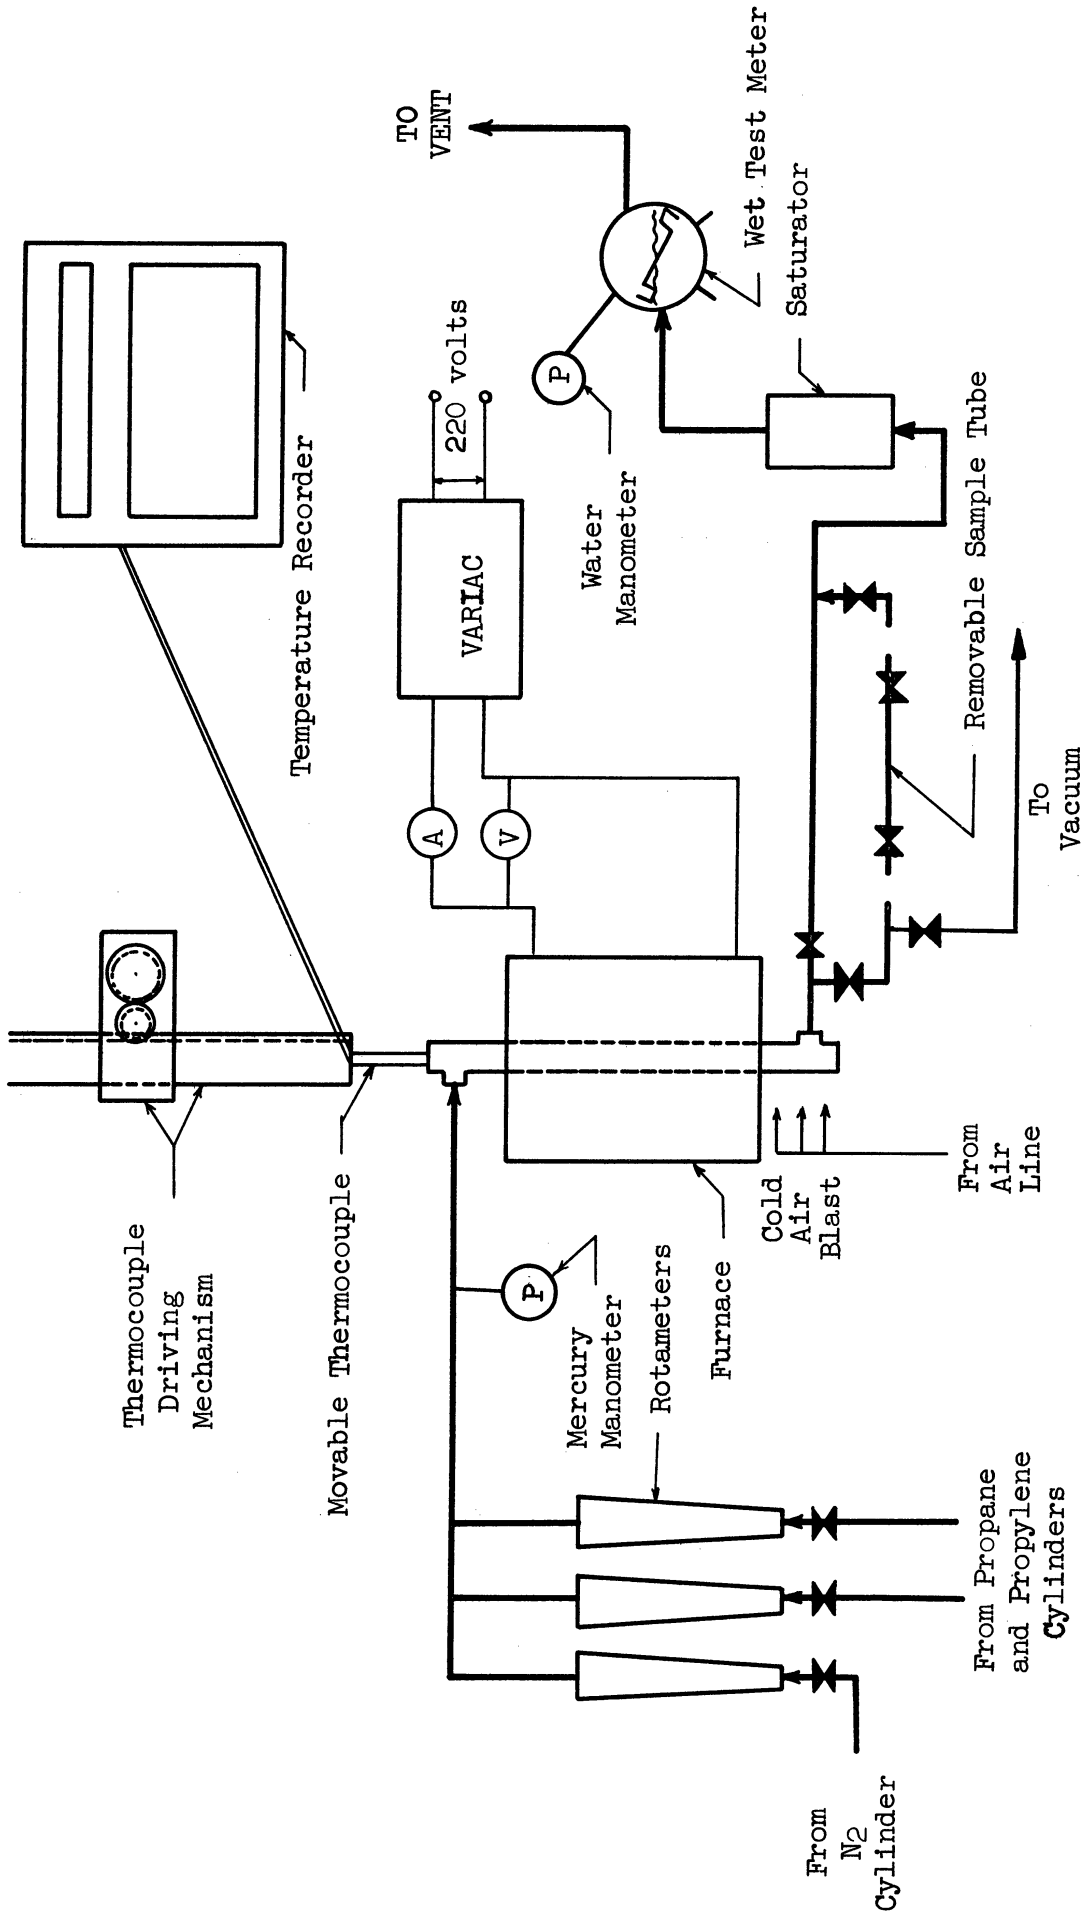 Thermocouple
Driving
Mechanism
Movable Thermocouple
Temperature Recorder
TO
VENT
A
V
VARIAC
220 volts
P
Water
Manometer
Wet Test Meter
Saturator
P
Mercury
Manometer
Rotameters
Furnace
Cold
Air
Blast
From
Air
Line
Removable Sample Tube
To
Vacuum
From
N2
Cylinder
From Propane
and Propylene
Cylinders